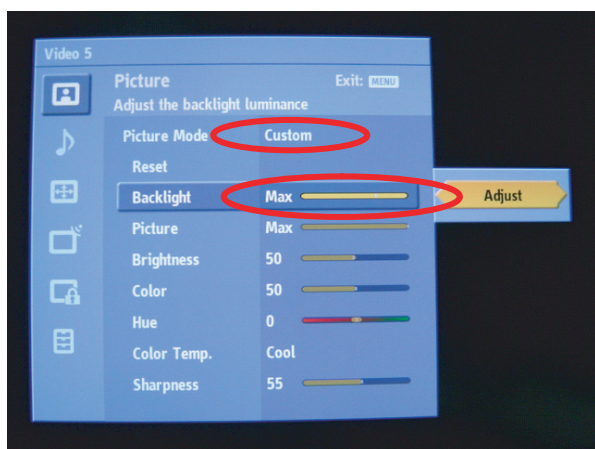 Video 5
Picture Exit: MENU
Adjust the backlight luminance
Picture Mode Custom
Reset
Backlight Max Adjust
Picture Max
Brightness 50
Color 50
Hue 0
Color Temp. Cool
Sharpness 55